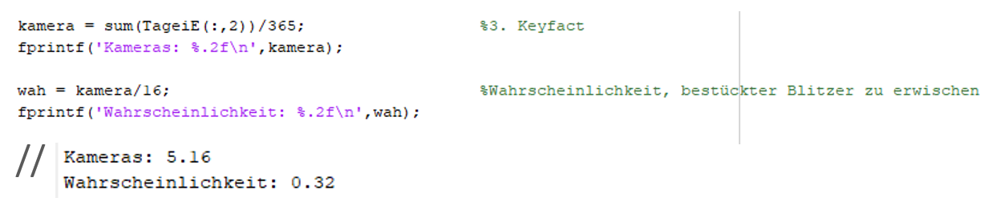 kamera = sum(TageiE(:,2))/365; %3. Keyfact
fprintf('Kameras: %.2f\n',kamera);
wah = kamera/16; %Wahrscheinlichkeit, bestückter Blitzer zu erwischen
fprintf('Wahrscheinlichkeit: %.2f\n',wah);
// Kameras: 5.16
Wahrscheinlichkeit: 0.32